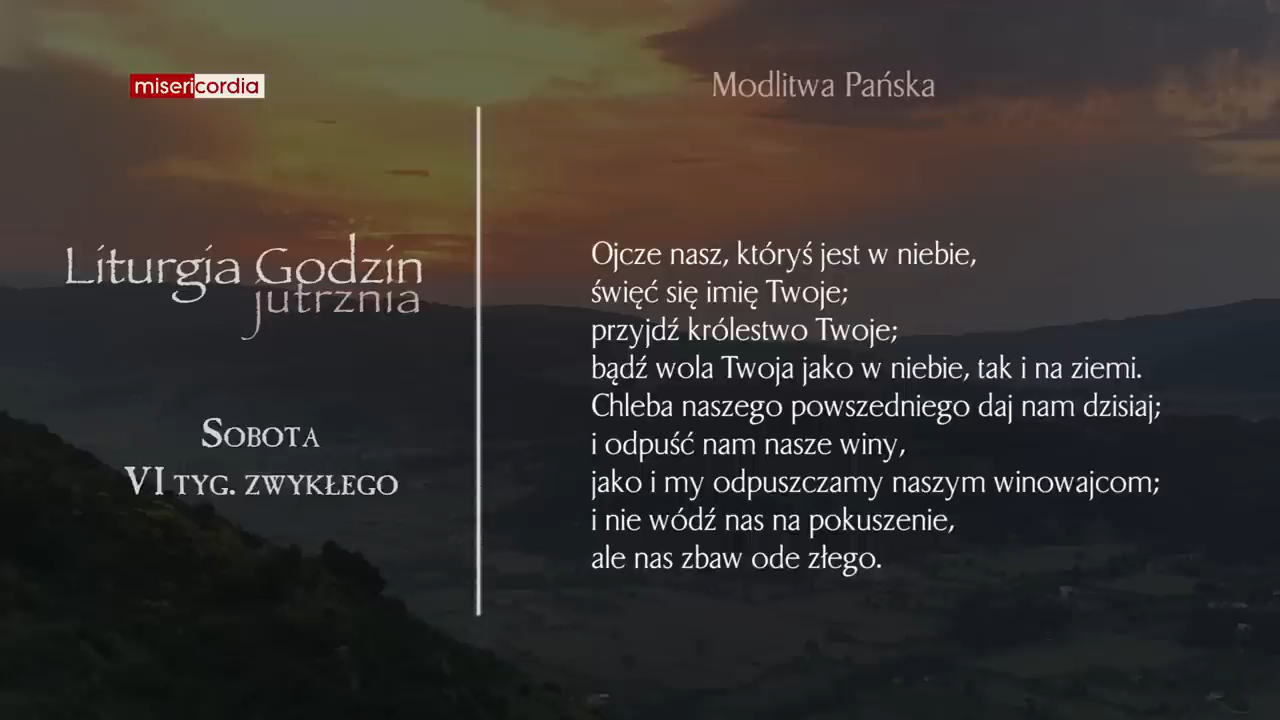 misericordia
Modlitwa Pańska
Liturgia Godzin
jutrznia
Sobota
VI tyg. zwykłego
Ojcze nasz, któryś jest w niebie,
święć się imię Twoje;
przyjdź królestwo Twoje;
bądź wola Twoja jako w niebie, tak i na ziemi.
Chleba naszego powszedniego daj nam dzisiaj;
i odpuść nam nasze winy,
jako i my odpuszczamy naszym winowajcom;
i nie wódź nas na pokuszenie,
ale nas zbaw ode złego.